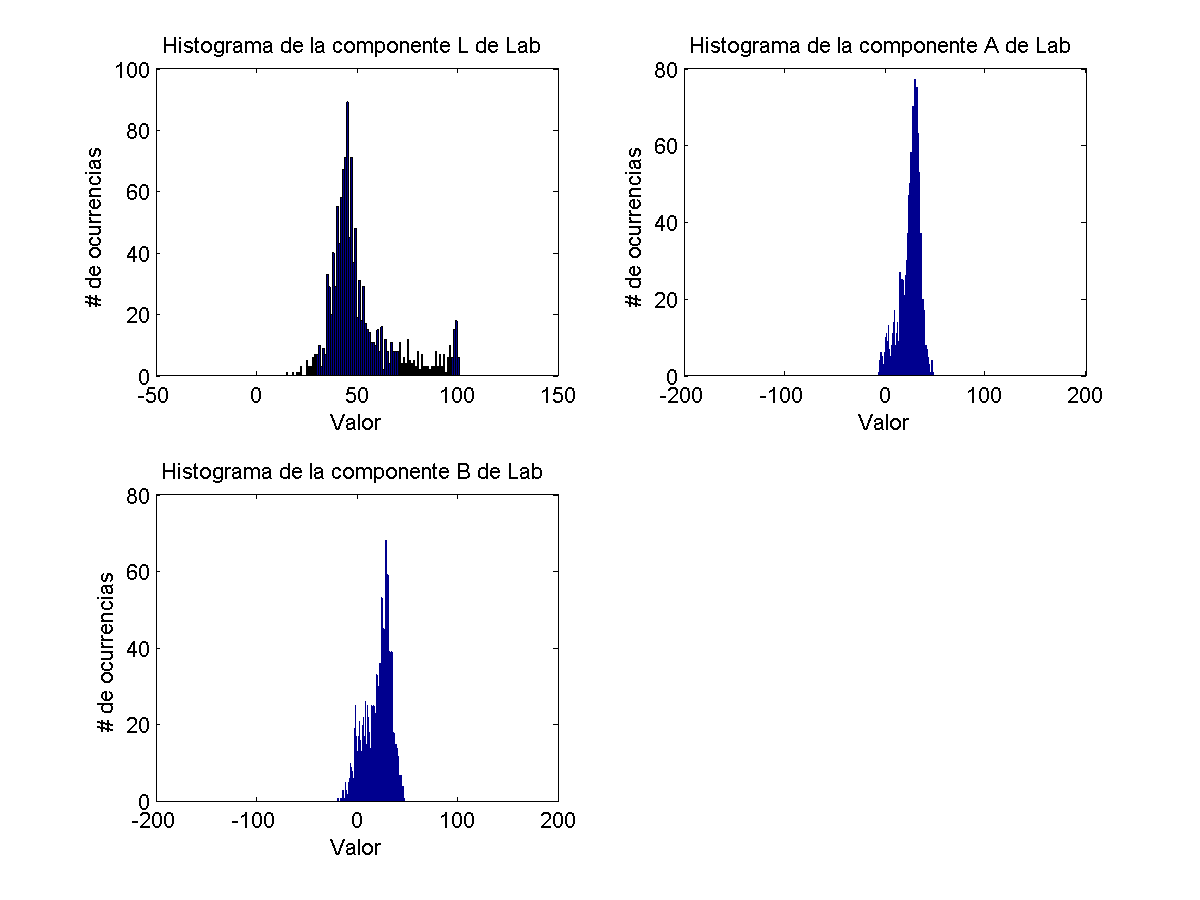 Histograma de la componente L de Lab
100
80
60
40
20
0
-50 0 50 100 150
# de ocurrencias
Valor
Histograma de la componente A de Lab
80
60
40
20
0
-200 -100 0 100 200
# de ocurrencias
Valor
Histograma de la componente B de Lab
80
60
40
20
0
-200 -100 0 100 200
# de ocurrencias
Valor